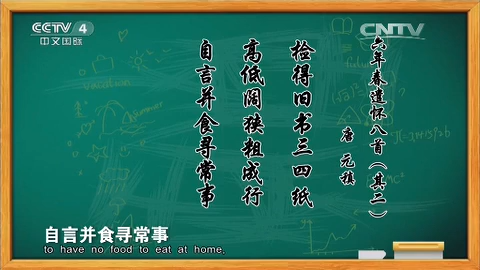 CCTV 4
中文国际
CNTV
六年春遣怀八首(其二)
唐 元稹
捡得旧书三四纸
高低阔狭粗成行
自言并食寻常事
自言并食寻常事
to have no food to eat at home,